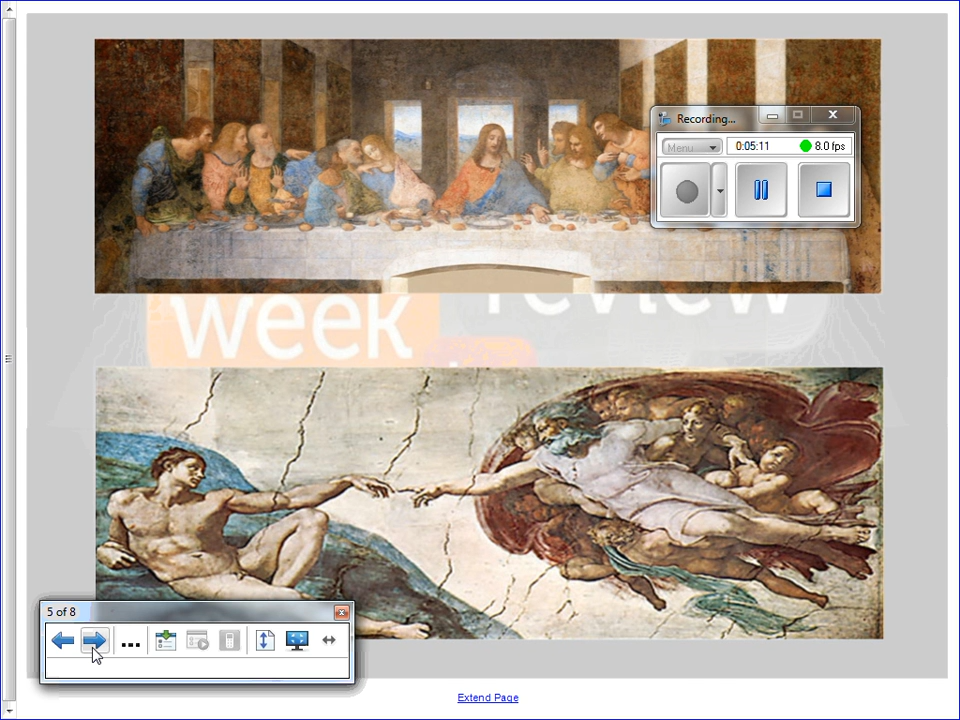 Recording...
Menu
0:05:11
8.0 fps
week
review
5 of 8
...
Extend Page